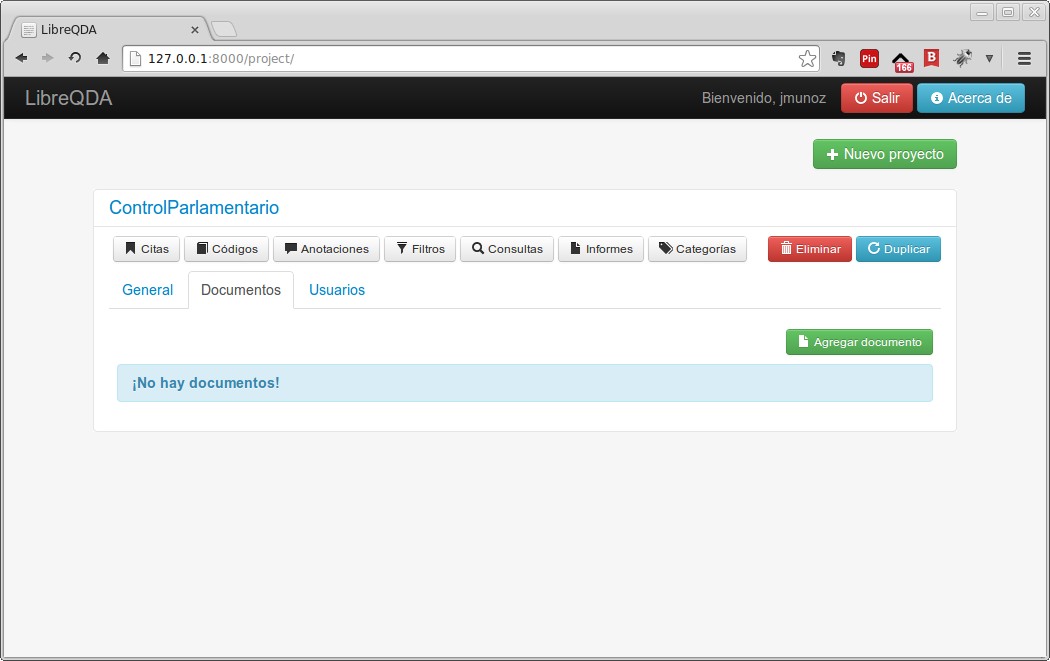 LibreQDA
127.0.0.1:8000/project/
Pin
166
B
LibreQDA
Bienvenido, jmunoz
Salir
Acerca de
Nuevo proyecto
ControlParlamentario
Citas Códigos Anotaciones Filtros Consultas Informes Categorías Eliminar Duplicar
General Documentos Usuarios
Agregar documento
¡No hay documentos!